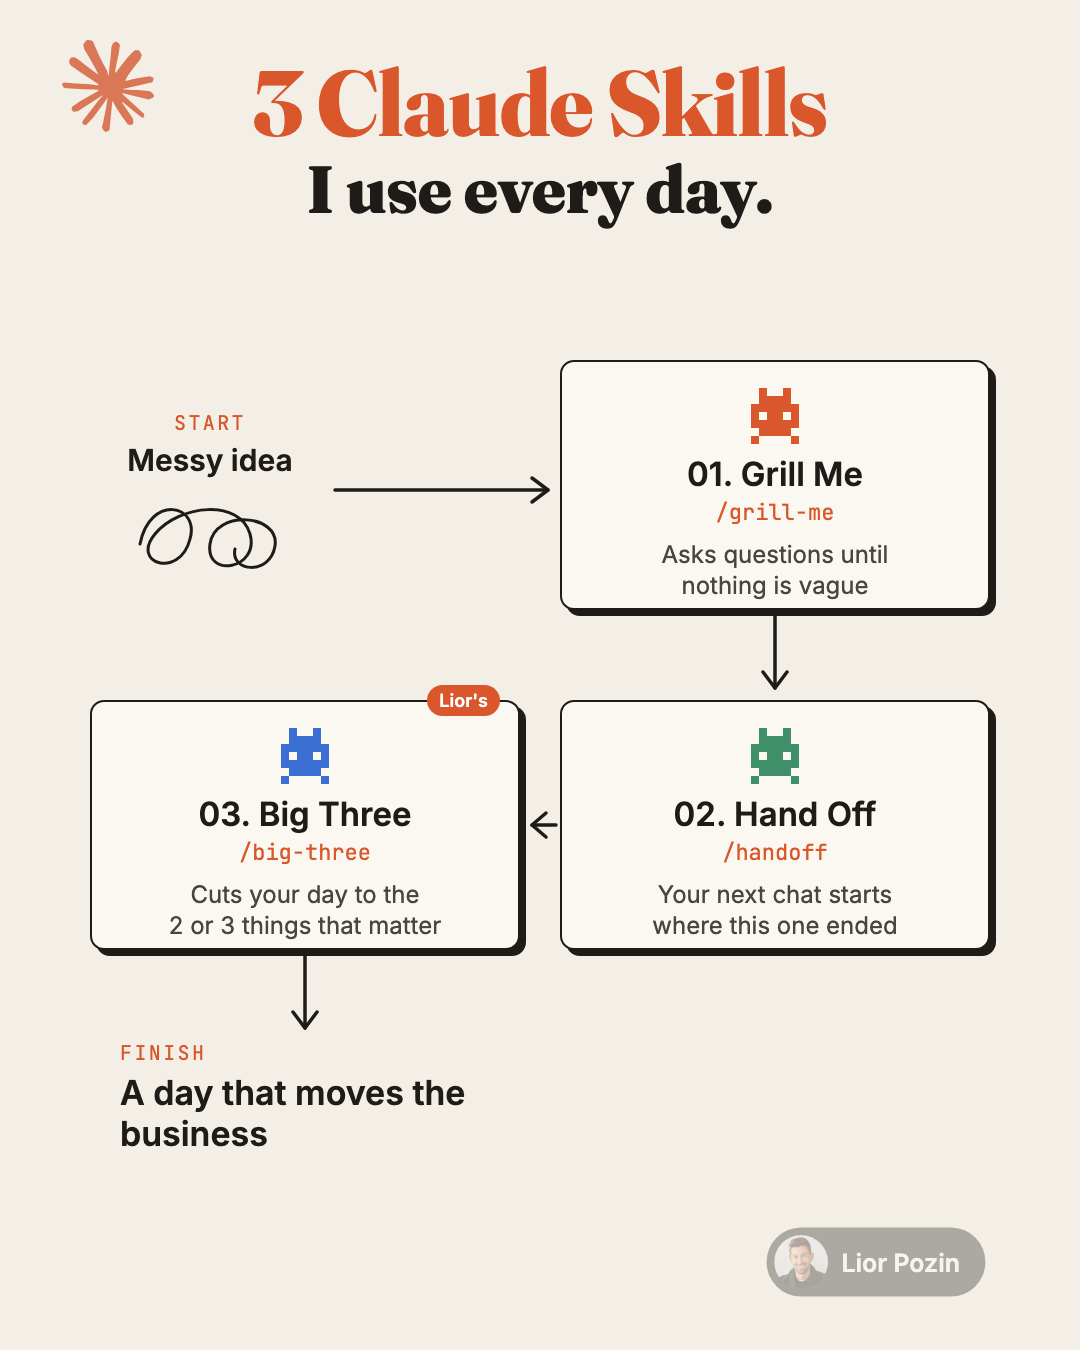 3 Claude Skills
I use every day.
START
Messy idea
01. Grill Me
/grill-me
Asks questions until
nothing is vague
Lior's
03. Big Three
/big-three
Cuts your day to the
2 or 3 things that matter
02. Hand Off
/handoff
Your next chat starts
where this one ended
FINISH
A day that moves the
business
Lior Pozin